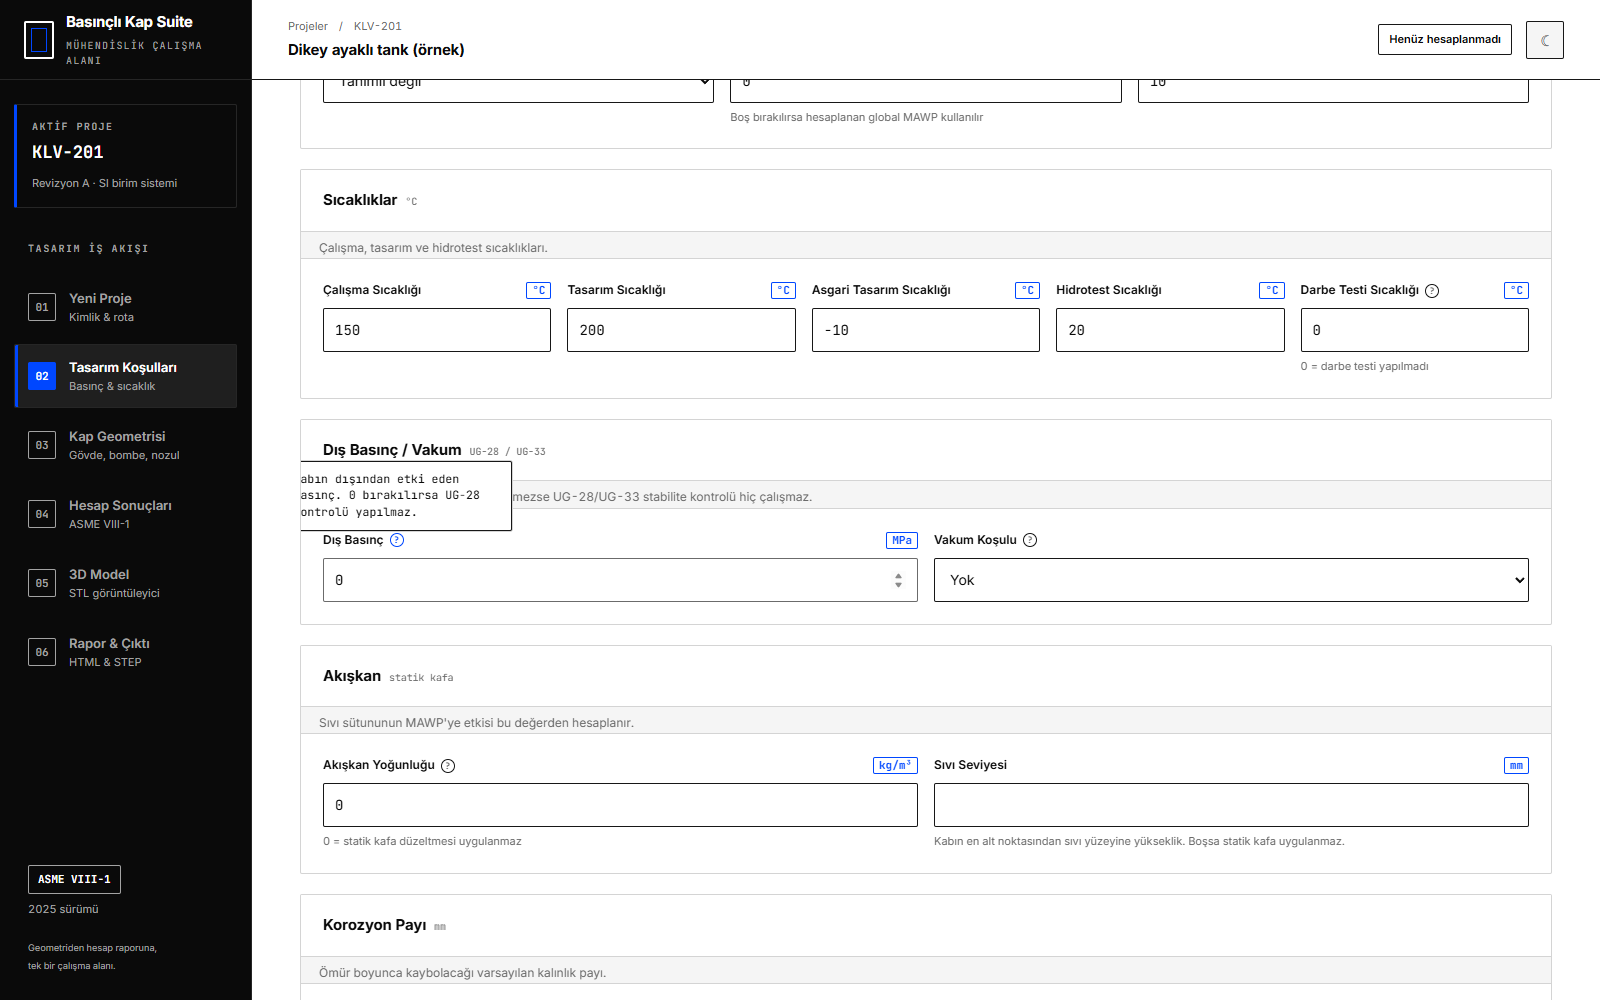 Basınçlı Kap Suite
MÜHENDİSLİK ÇALIŞMA
ALANI
Projeler / KLV-201
Dikey ayaklı tank (örnek)
Henüz hesaplanmadı
AKTİF PROJE
KLV-201
Revizyon A · SI birim sistemi
TASARIM İŞ AKIŞI
01
Yeni Proje
Kimlik & rota
02
Tasarım Koşulları
Basınç & sıcaklık
03
Kap Geometrisi
Gövde, bombe, nozul
04
Hesap Sonuçları
ASME VIII-1
05
3D Model
STL görüntüleyici
06
Rapor & Çıktı
HTML & STEP
ASME VIII-1
2025 sürümü
Geometriden hesap raporuna,
tek bir çalışma alanı.
Tanımlı değil
0
10
Boş bırakılırsa hesaplanan global MAWP kullanılır
Sıcaklıklar °C
Çalışma, tasarım ve hidrotest sıcaklıkları.
Çalışma Sıcaklığı °C
150
Tasarım Sıcaklığı °C
200
Asgari Tasarım Sıcaklığı °C
-10
Hidrotest Sıcaklığı °C
20
Darbe Testi Sıcaklığı ? °C
0
0 = darbe testi yapılmadı
Dış Basınç / Vakum UG-28 / UG-33
abın dışından etki eden
asınç. 0 bırakılırsa UG-28
ontrolü yapılmaz.
mezse UG-28/UG-33 stabilite kontrolü hiç çalışmaz.
Dış Basınç ? MPa
0
Vakum Koşulu ?
Yok
Akışkan statik kafa
Sıvı sütununun MAWP'ye etkisi bu değerden hesaplanır.
Akışkan Yoğunluğu ? kg/m³
0
0 = statik kafa düzeltmesi uygulanmaz
Sıvı Seviyesi mm
Kabın en alt noktasından sıvı yüzeyine yükseklik. Boşsa statik kafa uygulanmaz.
Korozyon Payı mm
Ömür boyunca kaybolacağı varsayılan kalınlık payı.